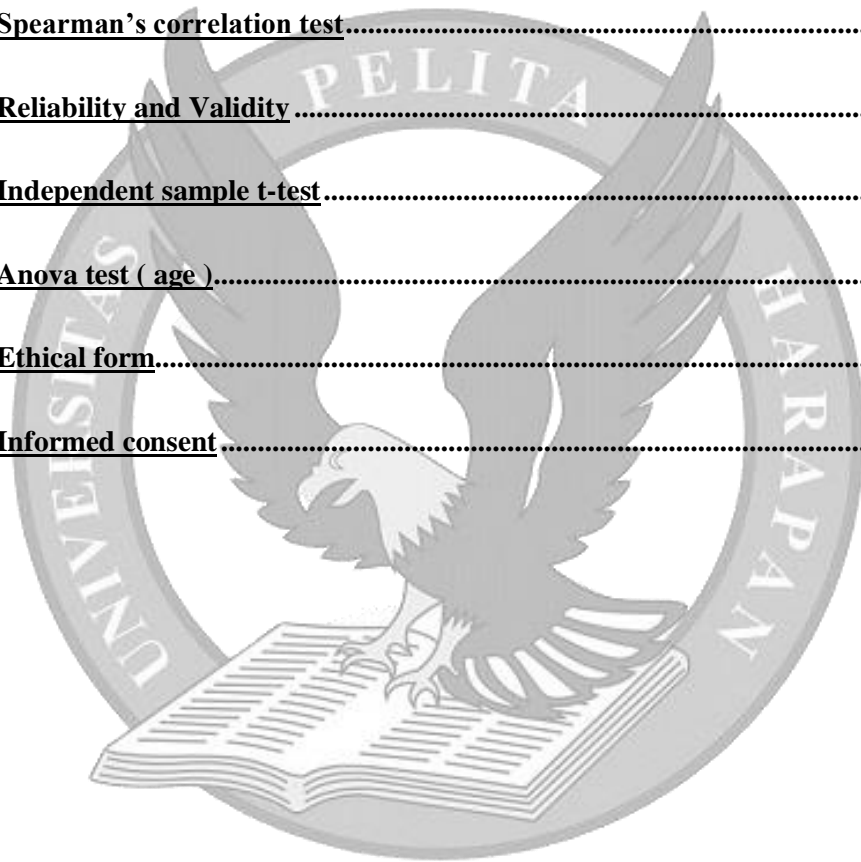 Spearman’s correlation test..............................................................................
Reliability and Validity ..............................................................................
Independent sample t-test..............................................................................
Anova test ( age )..............................................................................
Ethical form..............................................................................
Informed consent ..............................................................................
UNIVERSITAS PELITA HARAPAN